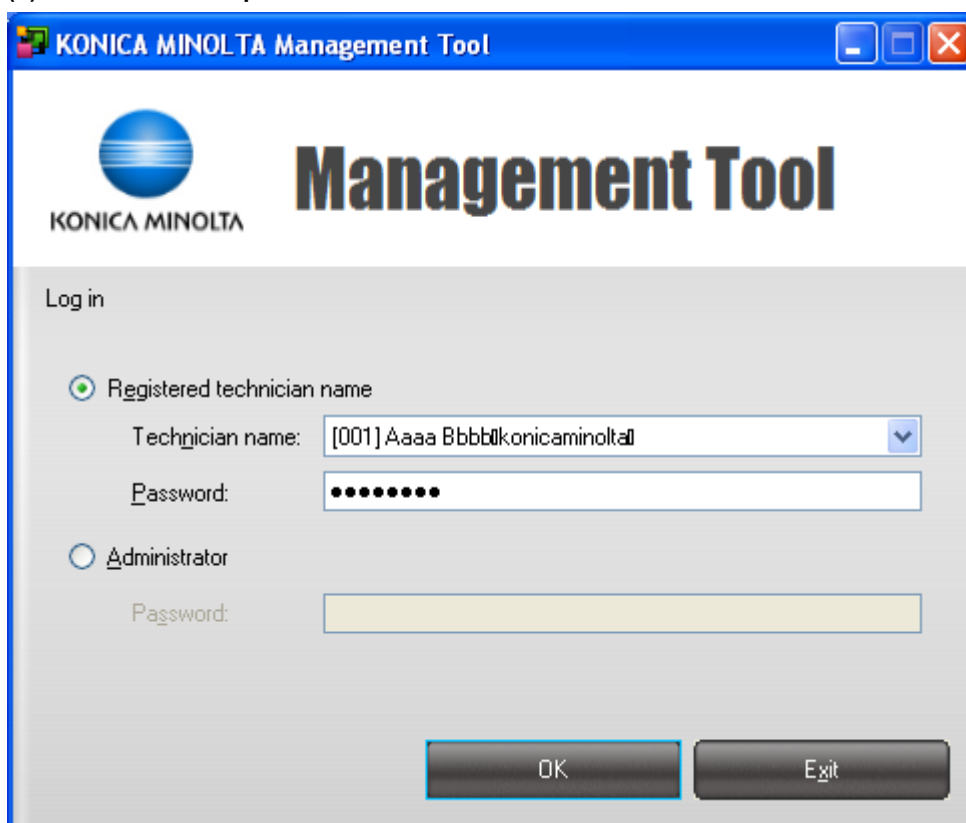 KONICA MINOLTA Management Tool
Management Tool
KONICA MINOLTA
Log in
Registered technician name
Technician name: [001] Aaaa Bbbb▯konicaminolta▯
Password: ●●●●●●●●
Administrator
Password:
OK Exit